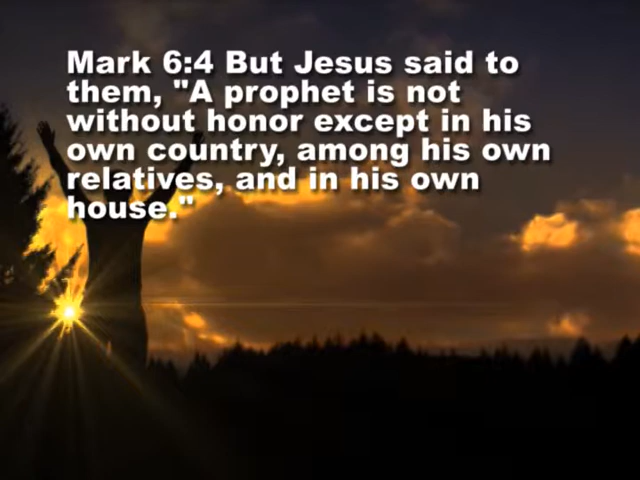 Mark 6:4 But Jesus said to
them, "A prophet is not
without honor except in his
own country, among his own
relatives, and in his own
house."